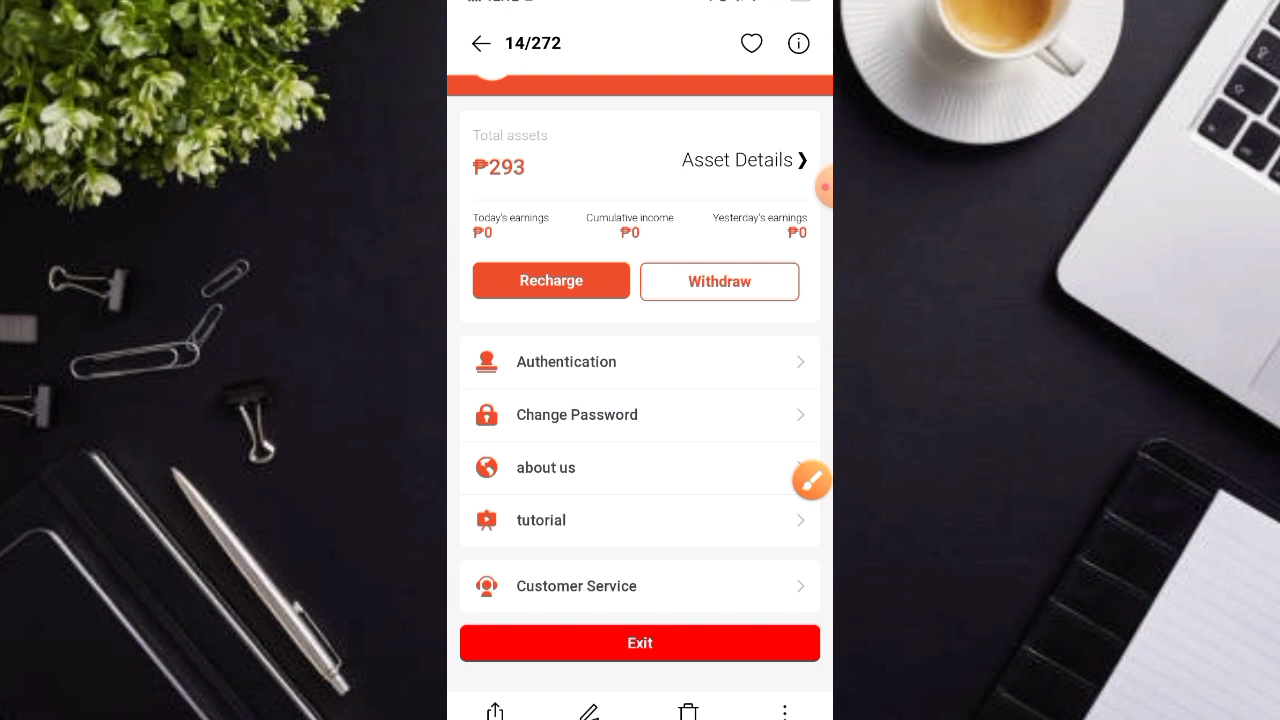 14/272
Total assets
₱293
Asset Details ❯
Today's earnings
Cumulative income
Yesterday's earnings
₱0
₱0
₱0
Recharge
Withdraw
Authentication
Change Password
about us
tutorial
Customer Service
Exit